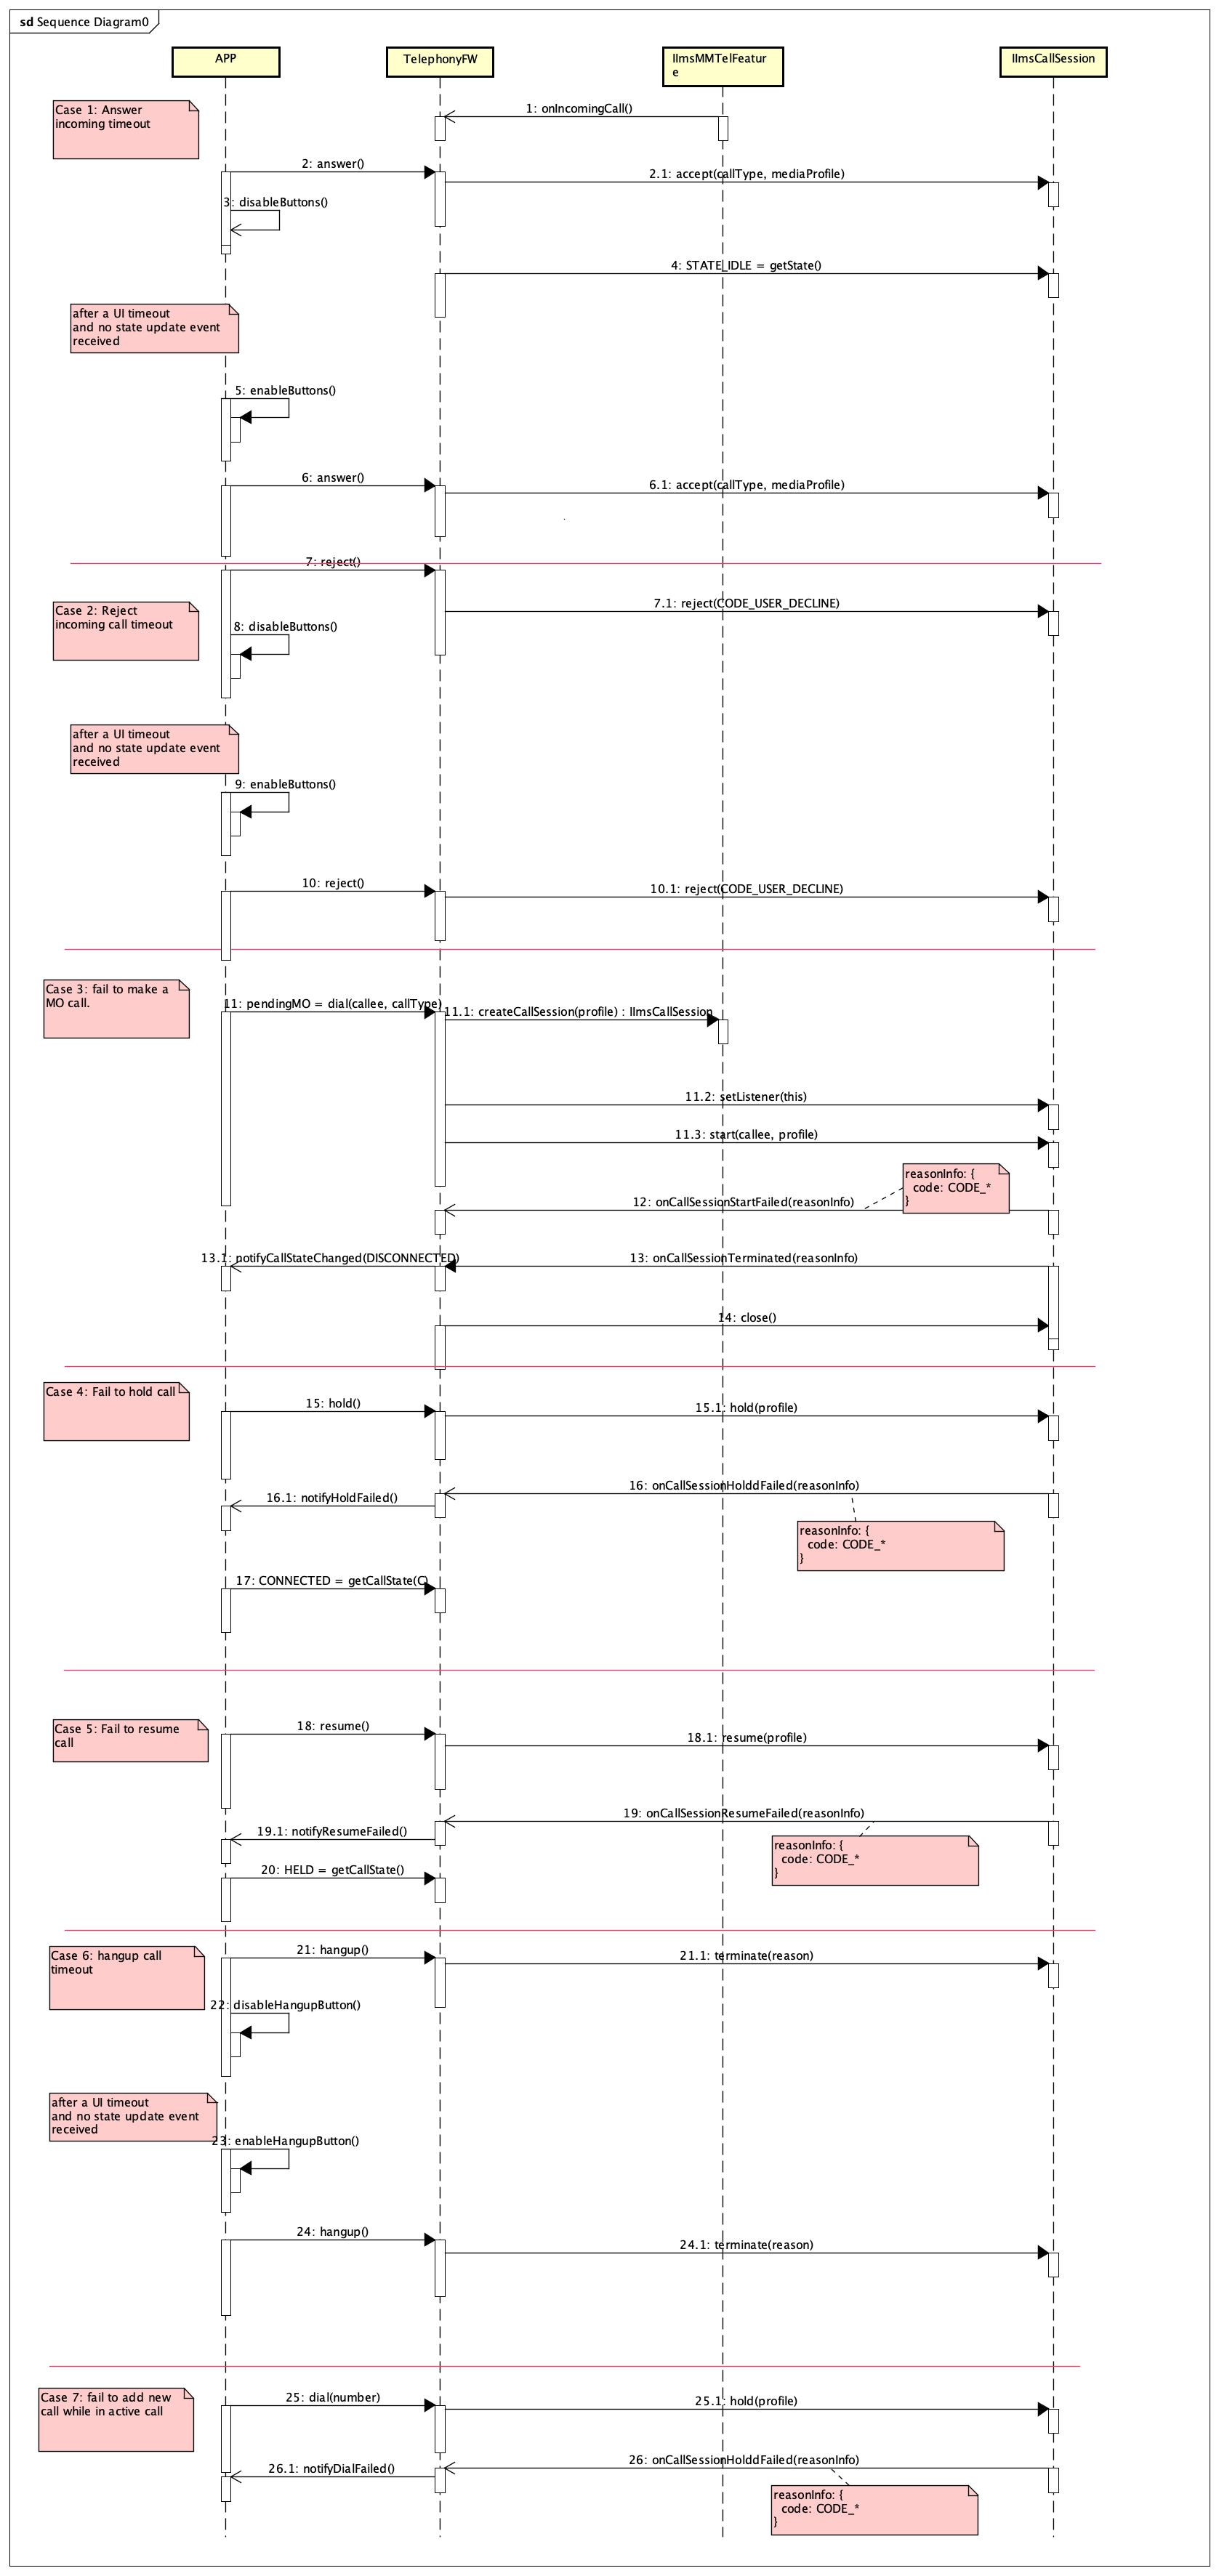 sd Sequence Diagram0
APP
TelephonyFW
IImsMMTelFeatur
e
IImsCallSession
Case 1: Answer
incoming timeout
1: onIncomingCall()
2: answer()
2.1: accept(callType, mediaProfile)
3: disableButtons()
4: STATE_IDLE = getState()
after a UI timeout
and no state update event
received
5: enableButtons()
6: answer()
6.1: accept(callType, mediaProfile)
7: reject()
Case 2: Reject
incoming call timeout
7.1: reject(CODE_USER_DECLINE)
8: disableButtons()
after a UI timeout
and no state update event
received
9: enableButtons()
10: reject()
10.1: reject(CODE_USER_DECLINE)
Case 3: fail to make a
MO call.
11: pendingMO = dial(callee, callType)
11.1: createCallSession(profile) : IImsCallSession
11.2: setListener(this)
11.3: start(callee, profile)
reasonInfo: {
code: CODE_*
}
12: onCallSessionStartFailed(reasonInfo)
13.1: notifyCallStateChanged(DISCONNECTED)
13: onCallSessionTerminated(reasonInfo)
14: close()
Case 4: Fail to hold call
15: hold()
15.1: hold(profile)
16: onCallSessionHolddFailed(reasonInfo)
16.1: notifyHoldFailed()
reasonInfo: {
code: CODE_*
}
17: CONNECTED = getCallState(C)
Case 5: Fail to resume
call
18: resume()
18.1: resume(profile)
19: onCallSessionResumeFailed(reasonInfo)
19.1: notifyResumeFailed()
reasonInfo: {
code: CODE_*
}
20: HELD = getCallState()
Case 6: hangup call
timeout
21: hangup()
21.1: terminate(reason)
22: disableHangupButton()
after a UI timeout
and no state update event
received
23: enableHangupButton()
24: hangup()
24.1: terminate(reason)
Case 7: fail to add new
call while in active call
25: dial(number)
25.1: hold(profile)
26: onCallSessionHolddFailed(reasonInfo)
26.1: notifyDialFailed()
reasonInfo: {
code: CODE_*
}